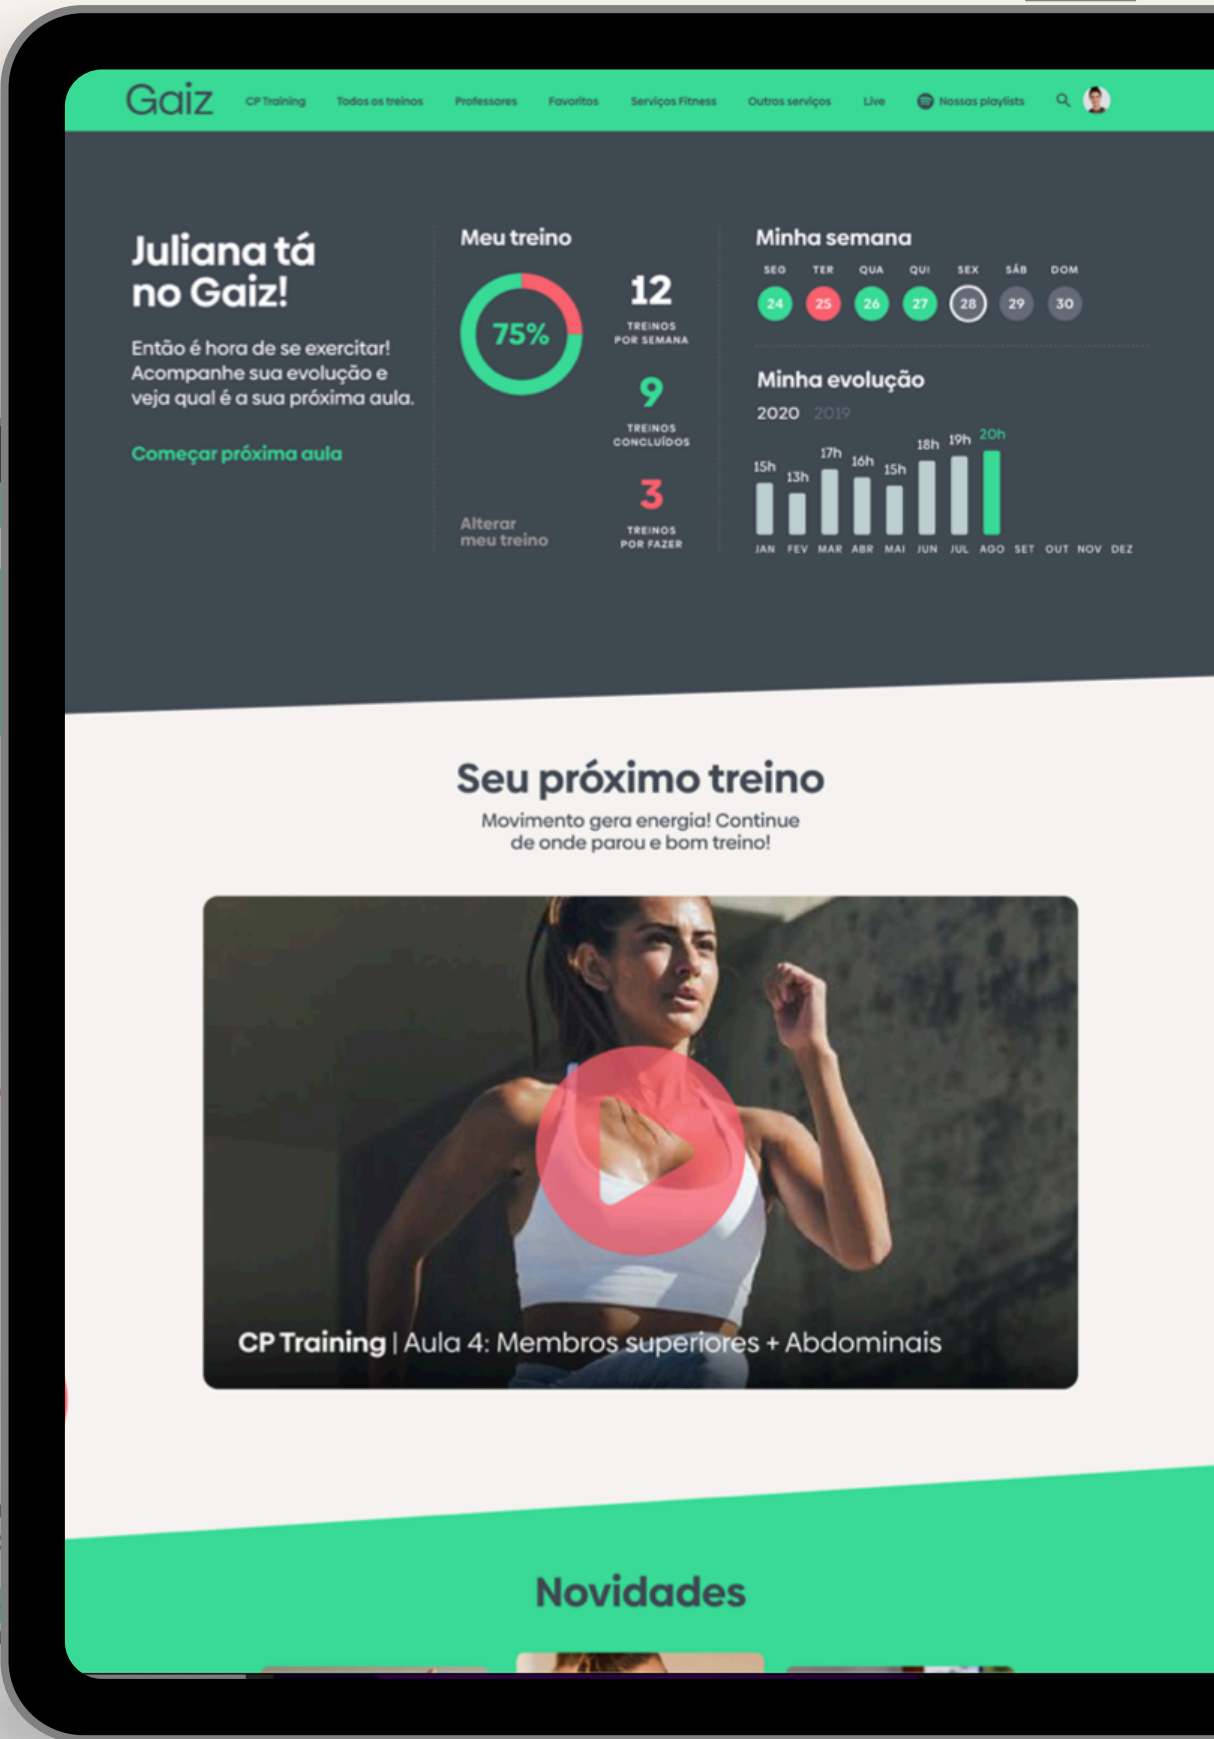 Gaiz
CP Training
Todos os treinos
Professores
Favoritos
Serviços Fitness
Outros serviços
Live
Nossas playlists
Juliana tá
no Gaiz!
Então é hora de se exercitar!
Acompanhe sua evolução e
veja qual é a sua próxima aula.
Começar próxima aula
Meu treino
75%
12
TREINOS
POR SEMANA
9
TREINOS
CONCLUÍDOS
3
TREINOS
POR FAZER
Alterar
meu treino
Minha semana
SEG TER QUA QUI SEX SÁB DOM
24 25 26 27 28 29 30
Minha evolução
2020 2019
15h 13h 17h 16h 15h 18h 19h 20h
JAN FEV MAR ABR MAI JUN JUL AGO SET OUT NOV DEZ
Seu próximo treino
Movimento gera energia! Continue
de onde parou e bom treino!
CP Training | Aula 4: Membros superiores + Abdominais
Novidades